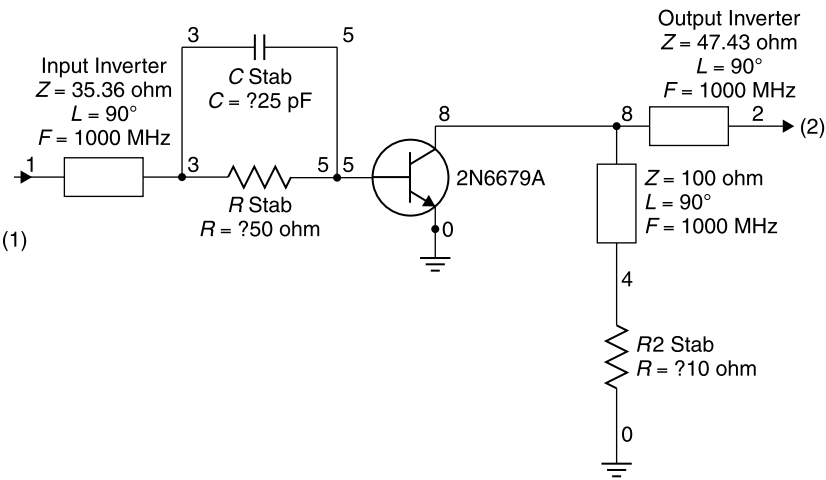 Output Inverter
Z = 47.43 ohm
L = 90°
F = 1000 MHz
3
5
Input Inverter
Z = 35.36 ohm
L = 90°
F = 1000 MHz
C Stab
C = ?25 pF
8
8
2
(2)
1
3
5
5
2N6679A
R Stab
R = ?50 ohm
Z = 100 ohm
L = 90°
F = 1000 MHz
(1)
0
4
R2 Stab
R = ?10 ohm
0